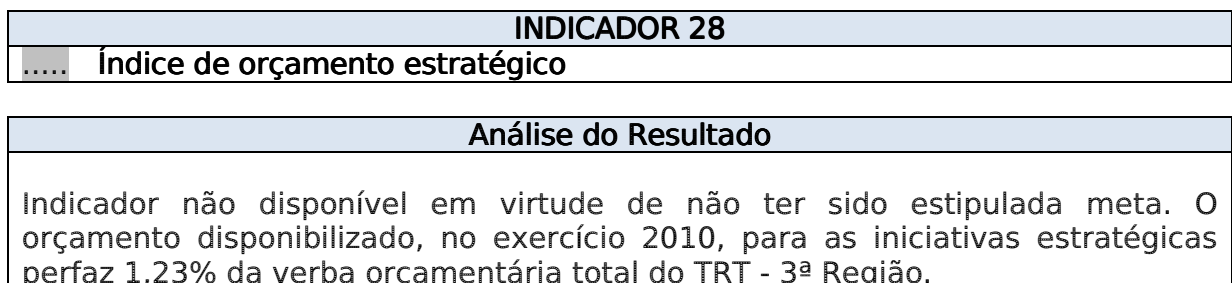 INDICADOR 28
..... Índice de orçamento estratégico
Análise do Resultado
Indicador não disponível em virtude de não ter sido estipulada meta. O
orçamento disponibilizado, no exercício 2010, para as iniciativas estratégicas
perfaz 1,23% da verba orçamentária total do TRT - 3ª Região.